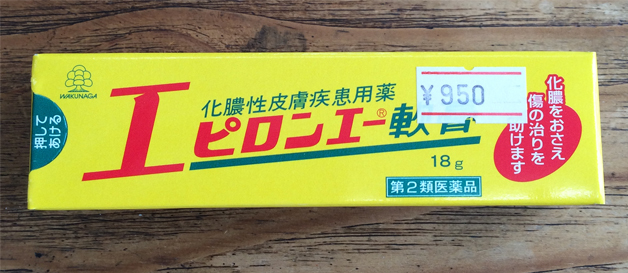 WAKUNAGA
押して
あける
化膿性皮膚疾患用薬
エピロンエー®軟膏
18g
第2類医薬品
¥950
化膿をおさえ
傷の治りを
助けます